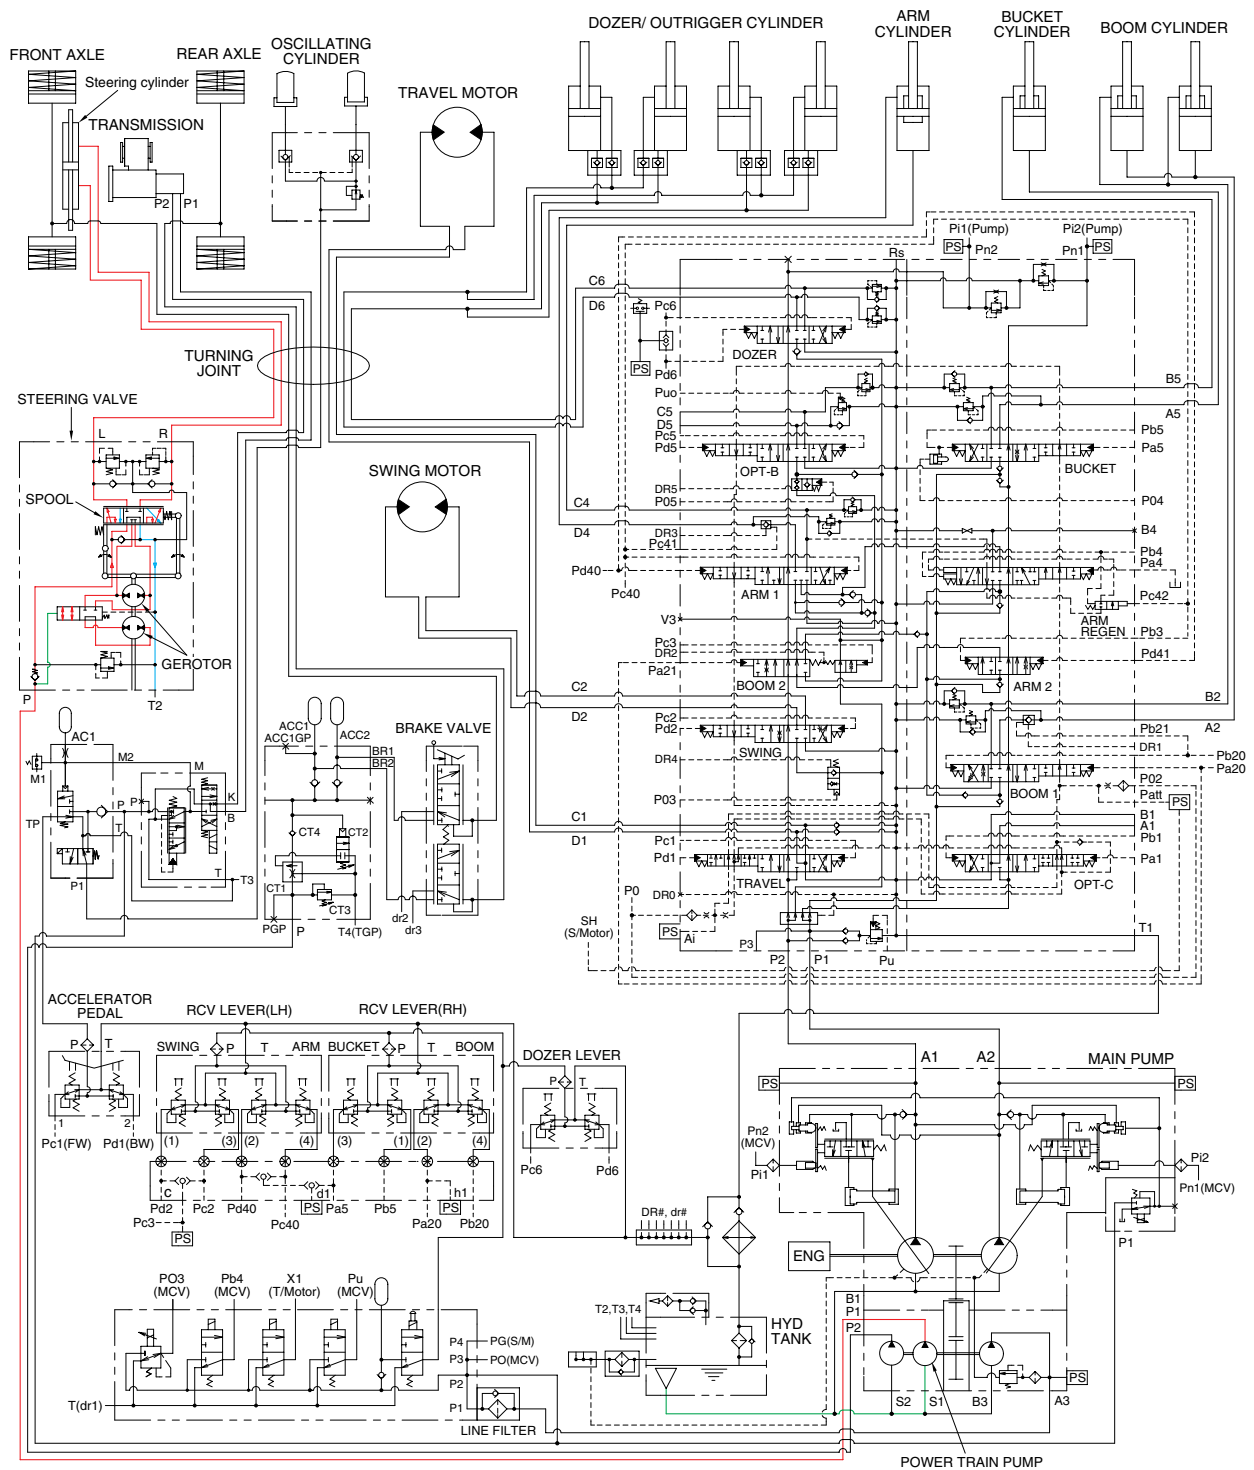 DOZER/ OUTRIGGER CYLINDER
ARM
CYLINDER
BUCKET
CYLINDER
BOOM CYLINDER
FRONT AXLE
REAR AXLE
OSCILLATING
CYLINDER
Steering cylinder
TRAVEL MOTOR
TRANSMISSION
P2
P1
Pi1(Pump)
Pi2(Pump)
PS
Pn2
Pn1
PS
Rs
C6
D6
Pc6
DOZER
PS
Pd6
TURNING
JOINT
Puo
B5
C5
D5
A5
STEERING VALVE
L
R
Pc5
Pd5
Pb5
Pa5
OPT-B
BUCKET
SWING MOTOR
SPOOL
DR5
P05
P04
C4
D4
DR3
Pc41
B4
Pb4
Pa4
Pd40
Pc40
ARM 1
Pc42
ARM
REGEN
V3
Pb3
GEROTOR
Pc3
DR2
Pa21
Pd41
BOOM 2
ARM 2
P
T2
C2
D2
B2
A2
Pc2
Pd2
Pb21
DR1
Pb20
Pa20
SWING
AC1
M2
M1
M
ACC1
ACC1GP
ACC2
BR1
BR2
BRAKE VALVE
DR4
P02
Patt
PS
BOOM 1
P03
K
B
P
P
TP
T
T
T3
P1
CT4
CT2
CT1
CT3
PGP
P
T4(TGP)
dr2
dr3
C1
D1
B1
A1
Pc1
Pd1
Pb1
Pa1
TRAVEL
OPT-C
P0
DR0
SH
(S/Motor)
PS
Ai
P3
P2
P1
Pu
T1
ACCELERATOR
PEDAL
RCV LEVER(LH)
RCV LEVER(RH)
P
T
SWING
P
T
ARM
BUCKET
P
T
BOOM
DOZER LEVER
P
T
A1
A2
MAIN PUMP
PS
PS
1
2
Pc1(FW)
Pd1(BW)
(1)
(3)
(2)
(4)
(3)
(1)
(2)
(4)
Pc6
Pd6
Pn2
(MCV)
Pi1
Pi2
Pn1(MCV)
c
d1
h1
Pd2
Pc2
Pd40
PS
Pa5
Pb5
PS
Pc3
PS
Pc40
Pa20
Pb20
DR#, dr#
P1
ENG
PO3
(MCV)
Pb4
(MCV)
X1
(T/Motor)
Pu
(MCV)
B1
P1
P2
T2,T3,T4
HYD
TANK
P4
PG(S/M)
P3
PO(MCV)
P2
P1
T(dr1)
LINE FILTER
S2
S1
B3
A3
PS
POWER TRAIN PUMP